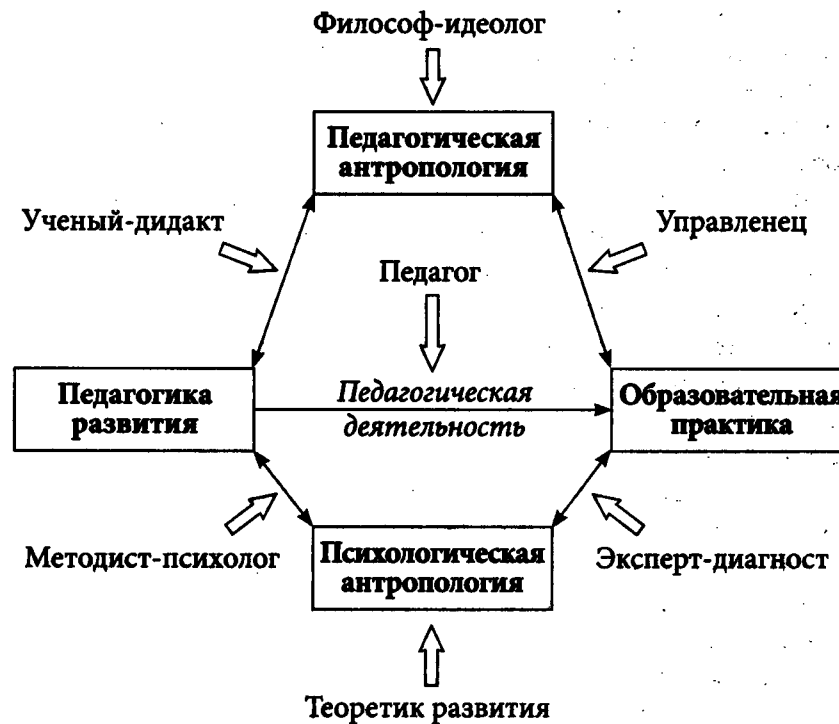 Философ-идеолог
Педагогическая
антропология
Ученый-дидакт
Управленец
Педагог
Педагогика
развития
Педагогическая
деятельность
Образовательная
практика
Методист-психолог
Психологическая
антропология
Эксперт-диагност
Теоретик развития